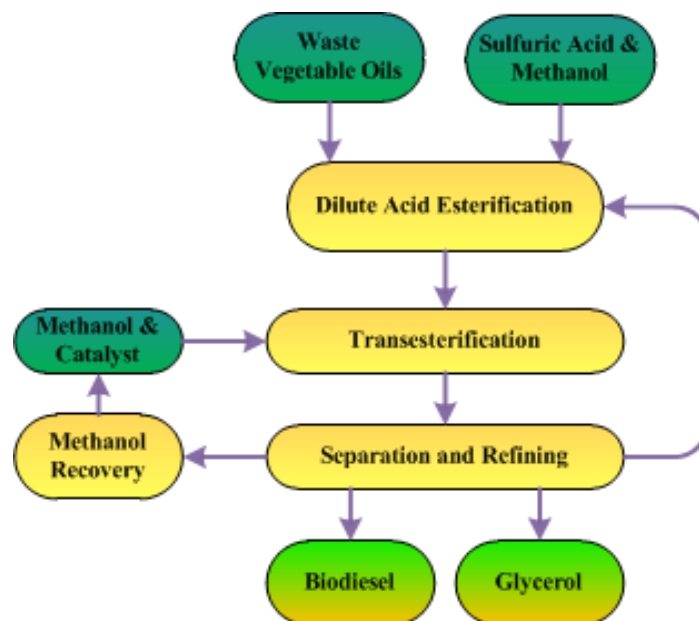 Waste
Vegetable Oils
Sulfuric Acid &
Methanol
Dilute Acid Esterification
Methanol &
Catalyst
Transesterification
Methanol
Recovery
Separation and Refining
Biodiesel
Glycerol